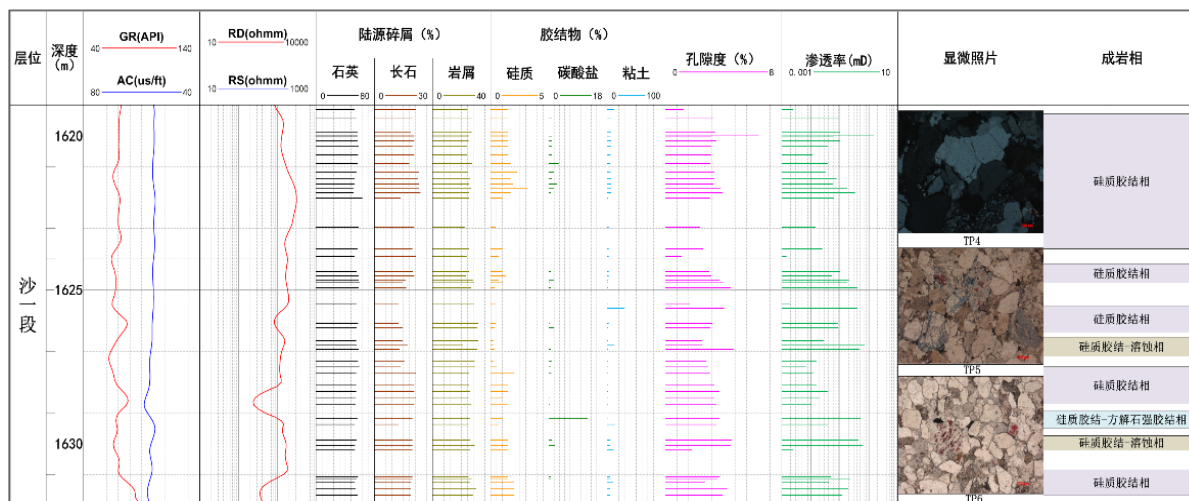 层位
深度
(m)
GR(API)
40 140
AC(us/ft)
80 40
RD(ohmm)
10 10000
RS(ohmm)
10 1000
陆源碎屑（%）
石英 长石 岩屑
0 80 0 30 0 40
胶结物（%）
硅质 碳酸盐 粘土
0 5 0 18 0 100
孔隙度（%）
0 8
渗透率(mD)
0.001 10
显微照片
成岩相
沙一段
1620
1625
1630
TP4
TP5
TP6
硅质胶结相
硅质胶结相
硅质胶结相
硅质胶结-溶蚀相
硅质胶结相
硅质胶结-方解石强胶结相
硅质胶结-溶蚀相
硅质胶结相